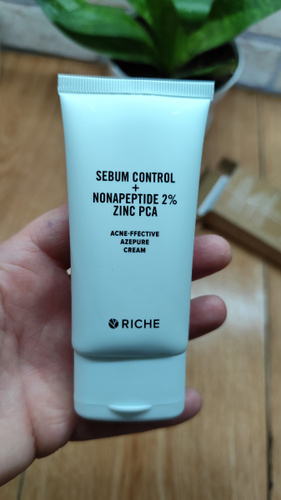 SEBUM CONTROL
+
NONAPEPTIDE 2%
ZINC PCA
ACNE-FFECTIVE
AZEPURE
CREAM
RICHE